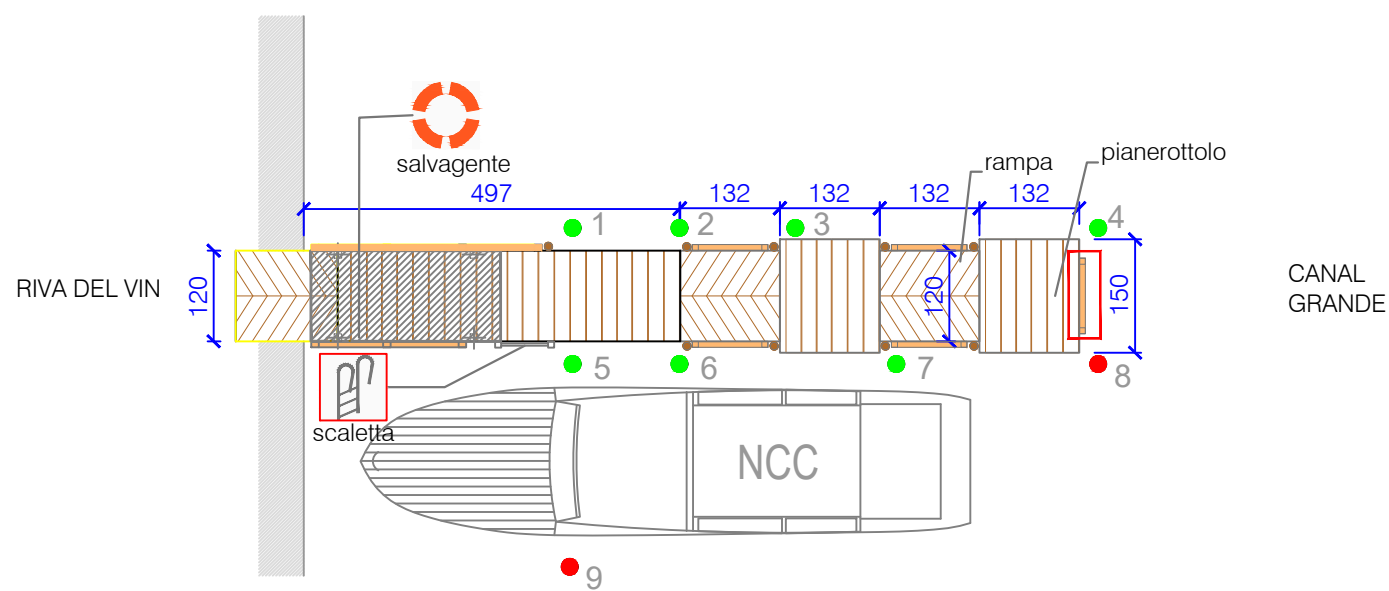 salvagente
rampa
pianerottolo
497
132
132
132
132
1
2
3
4
RIVA DEL VIN
120
120
150
CANAL
GRANDE
5
6
7
8
scaletta
NCC
9